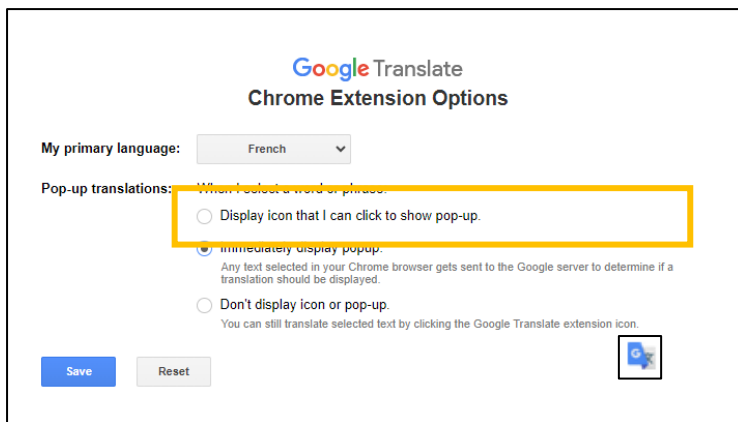 Google Translate
Chrome Extension Options
My primary language: French
Pop-up translations: When I select a word or phrase:
Display icon that I can click to show pop-up.
Immediately display popup.
Any text selected in your Chrome browser gets sent to the Google server to determine if a
translation should be displayed.
Don't display icon or pop-up.
You can still translate selected text by clicking the Google Translate extension icon.
Save Reset